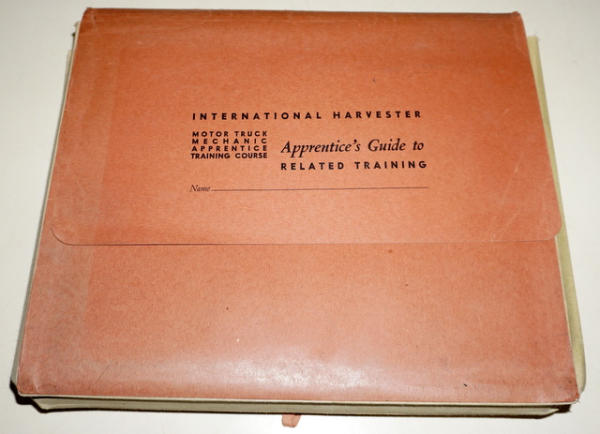 INTERNATIONAL HARVESTER
MOTOR TRUCK
MECHANIC
APPRENTICE
TRAINING COURSE
Apprentice's Guide to
RELATED TRAINING
Name